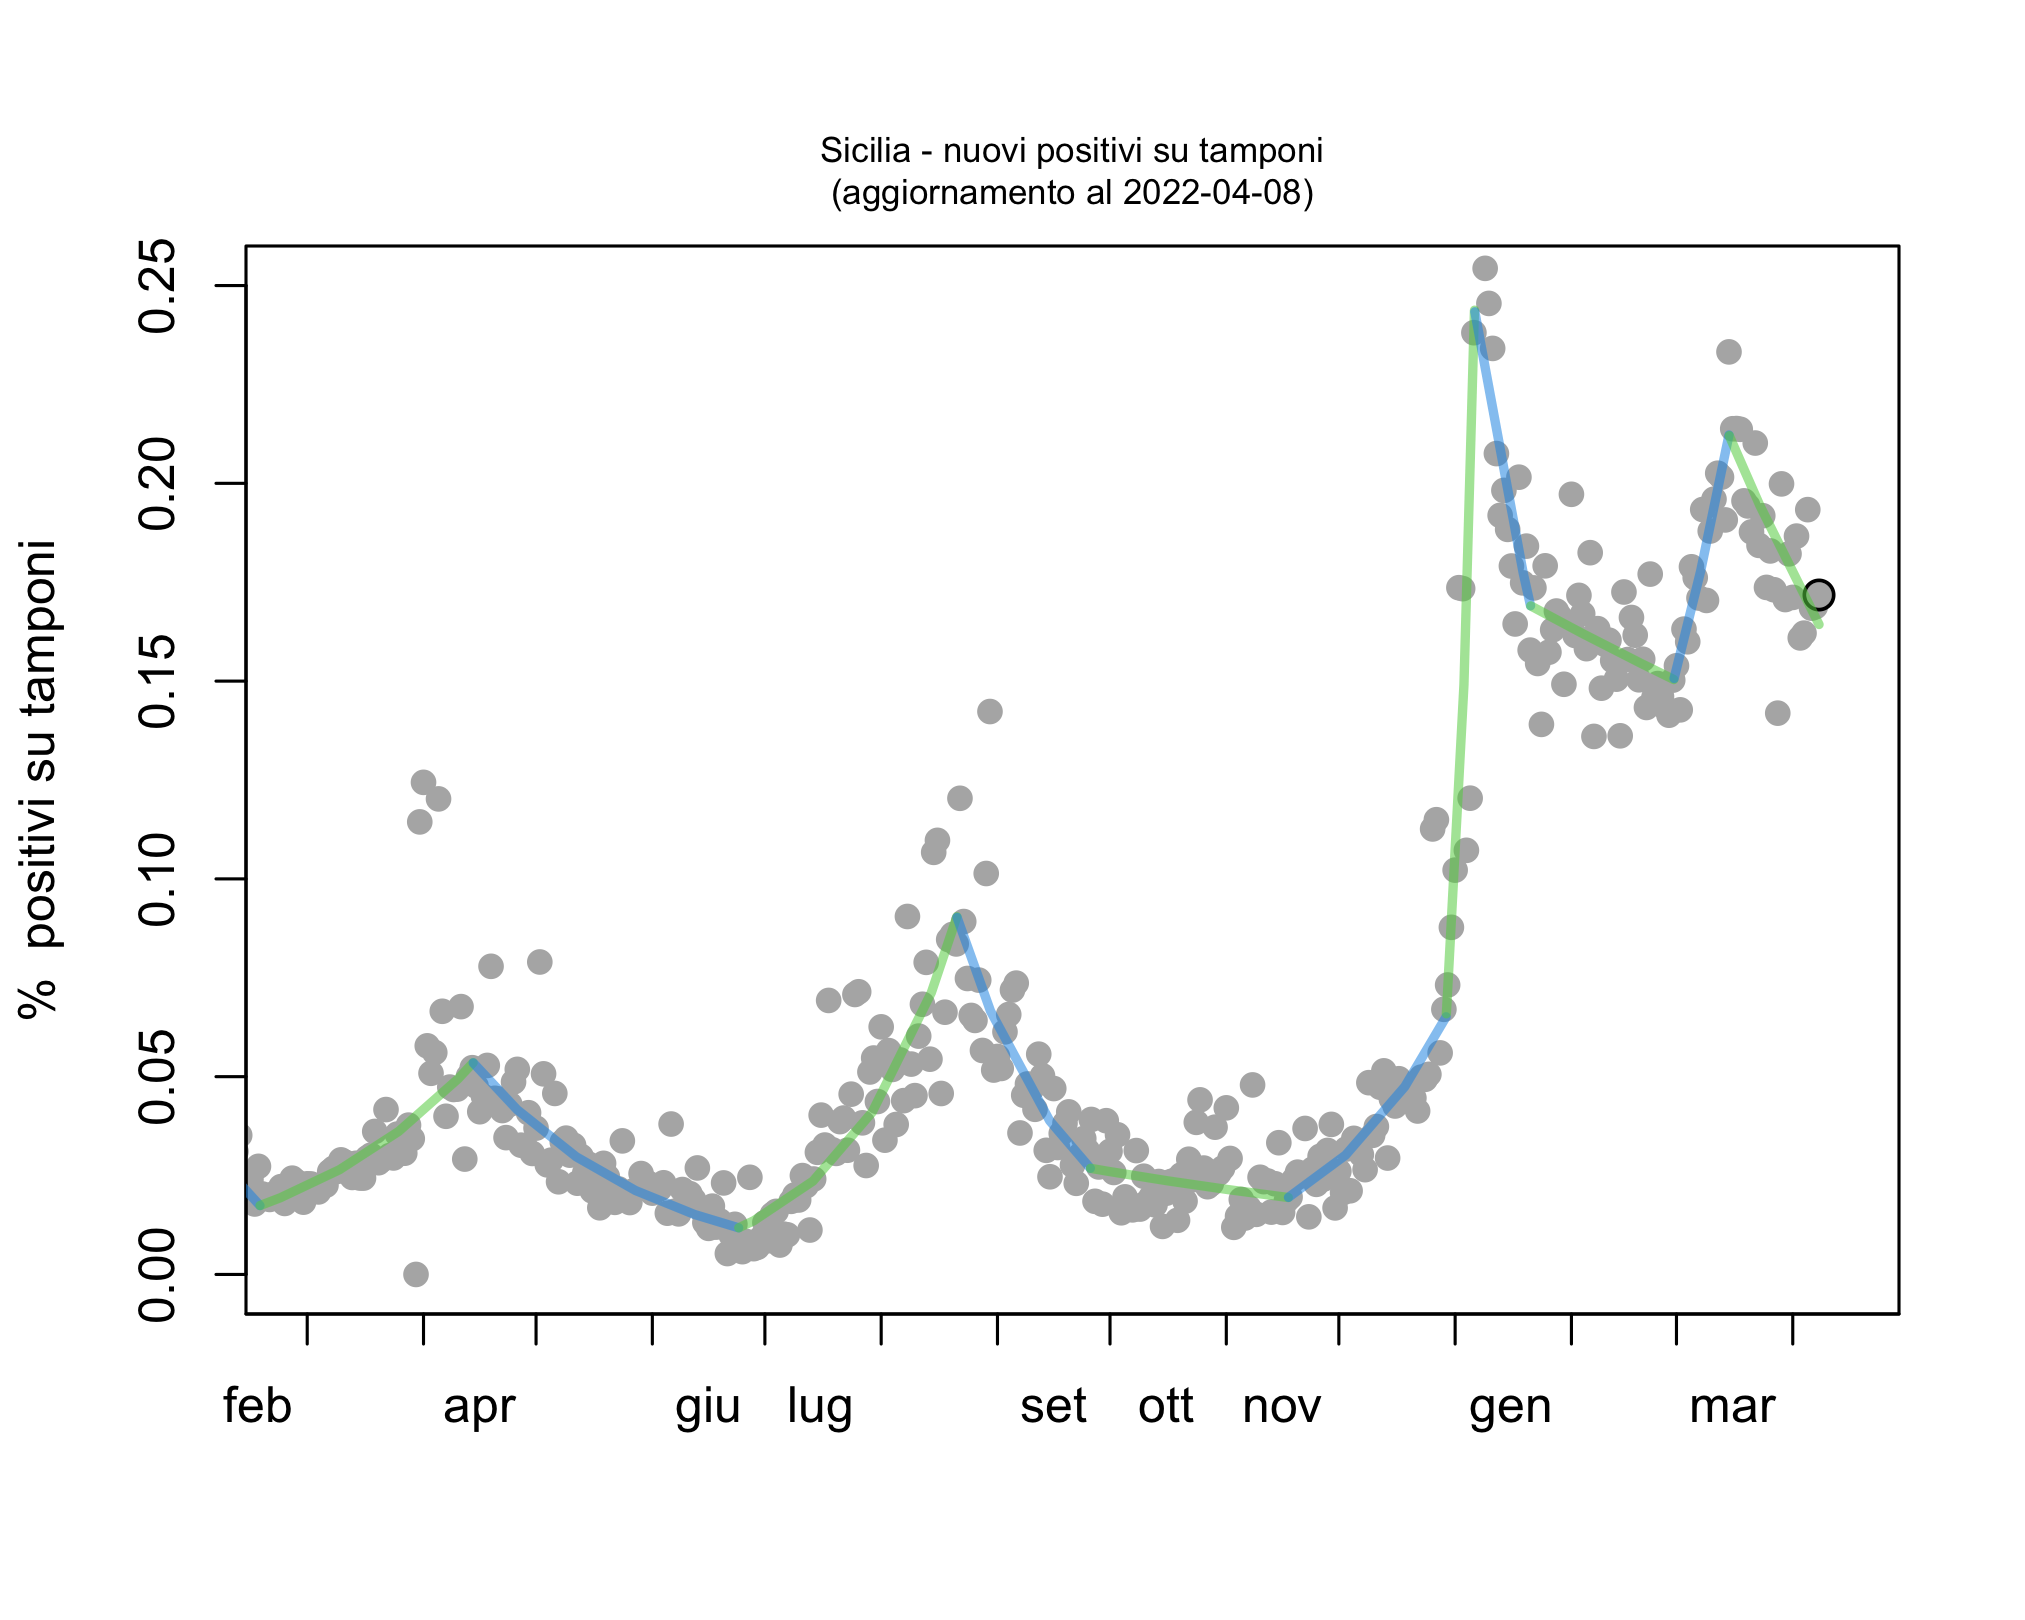 Sicilia - nuovi positivi su tamponi
(aggiornamento al 2022-04-08)
% positivi su tamponi
0.25
0.20
0.15
0.10
0.05
0.00
feb apr giu lug set ott nov gen mar